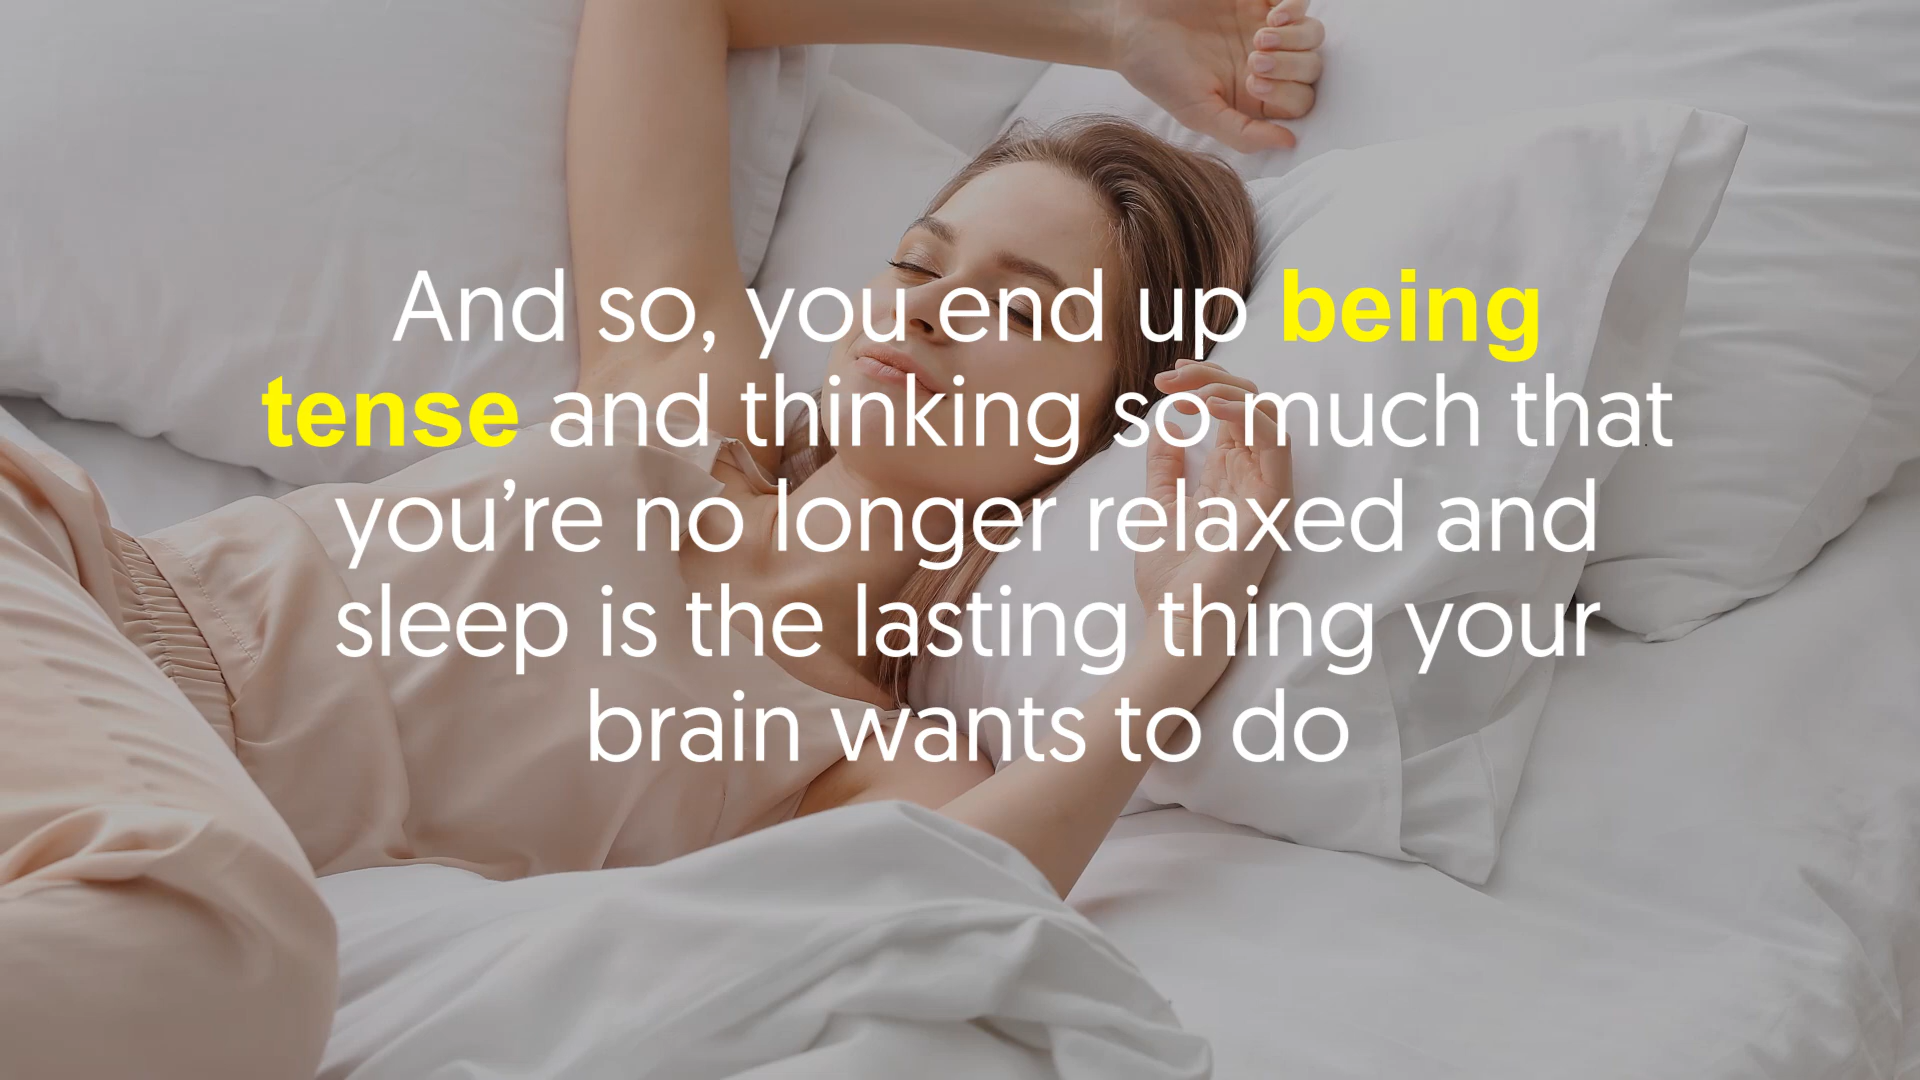 And so, you end up being
tense and thinking so much that
you’re no longer relaxed and
sleep is the lasting thing your
brain wants to do